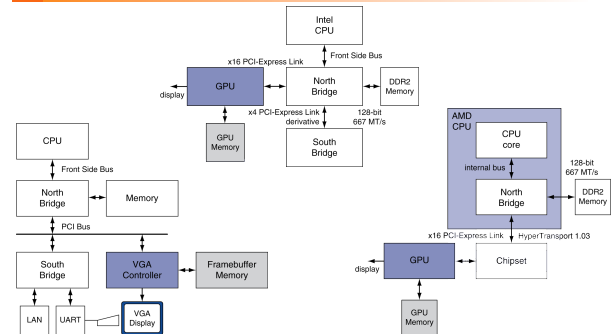 Intel
CPU
Front Side Bus
x16 PCI-Express Link
GPU
North
Bridge
DDR2
Memory
display
x4 PCI-Express Link
derivative
128-bit
667 MT/s
GPU
Memory
South
Bridge
CPU
Front Side Bus
North
Bridge
Memory
PCI Bus
South
Bridge
VGA
Controller
Framebuffer
Memory
LAN
UART
VGA
Display
AMD
CPU
CPU
core
internal bus
128-bit
667 MT/s
North
Bridge
DDR2
Memory
x16 PCI-Express Link
HyperTransport 1.03
GPU
Chipset
display
GPU
Memory